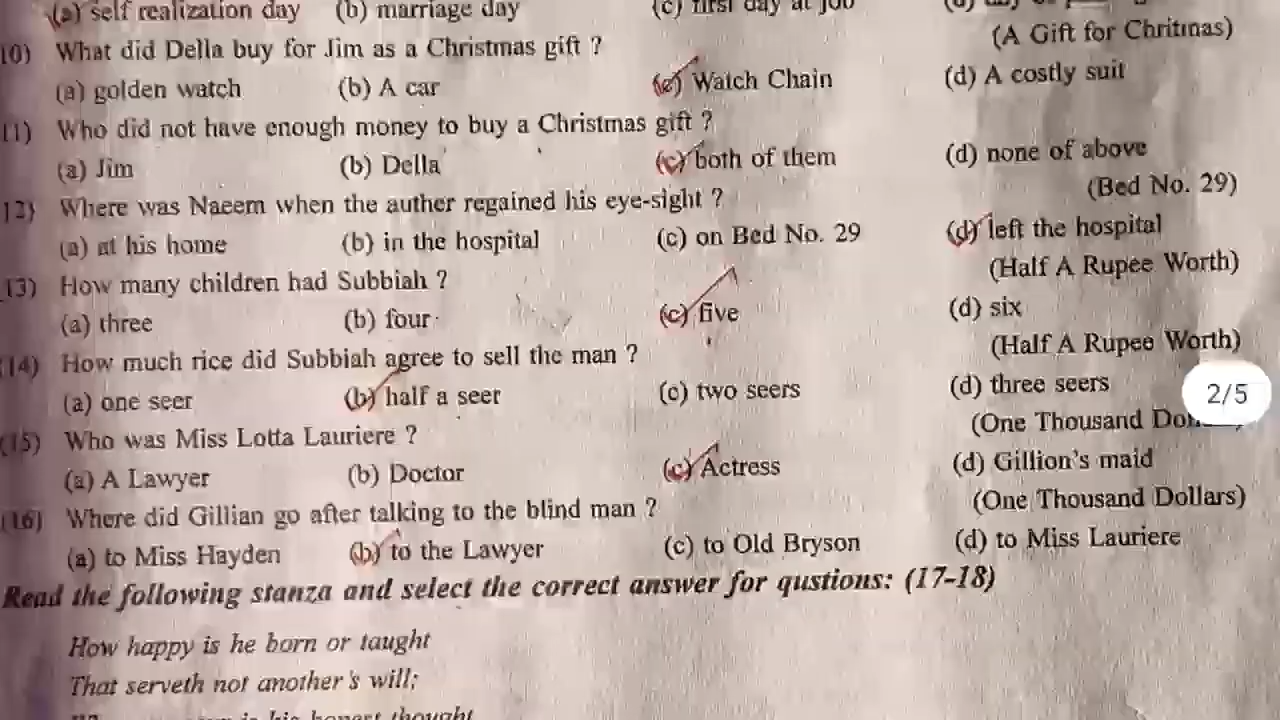 (a) self realization day (b) marriage day (c) first day at job
10) What did Della buy for Jim as a Christmas gift ? (A Gift for Chritmas)
(a) golden watch (b) A car (c) Watch Chain (d) A costly suit
11) Who did not have enough money to buy a Christmas gift ?
(a) Jim (b) Della (c) both of them (d) none of above
(Bed No. 29)
12) Where was Naeem when the auther regained his eye-sight ?
(a) at his home (b) in the hospital (c) on Bed No. 29 (d) left the hospital
(Half A Rupee Worth)
13) How many children had Subbiah ?
(a) three (b) four (c) five (d) six
(Half A Rupee Worth)
(14) How much rice did Subbiah agree to sell the man ?
(a) one seer (b) half a seer (c) two seers (d) three seers
(One Thousand
(15) Who was Miss Lotta Lauriere ?
(a) A Lawyer (b) Doctor (c) Actress (d) Gillion's maid
(One Thousand Dollars)
(16) Where did Gillian go after talking to the blind man ?
(a) to Miss Hayden (b) to the Lawyer (c) to Old Bryson (d) to Miss Lauriere
Read the following stanza and select the correct answer for qustions: (17-18)
How happy is he born or taught
That serveth not another's will;
is his honest thought
2/5